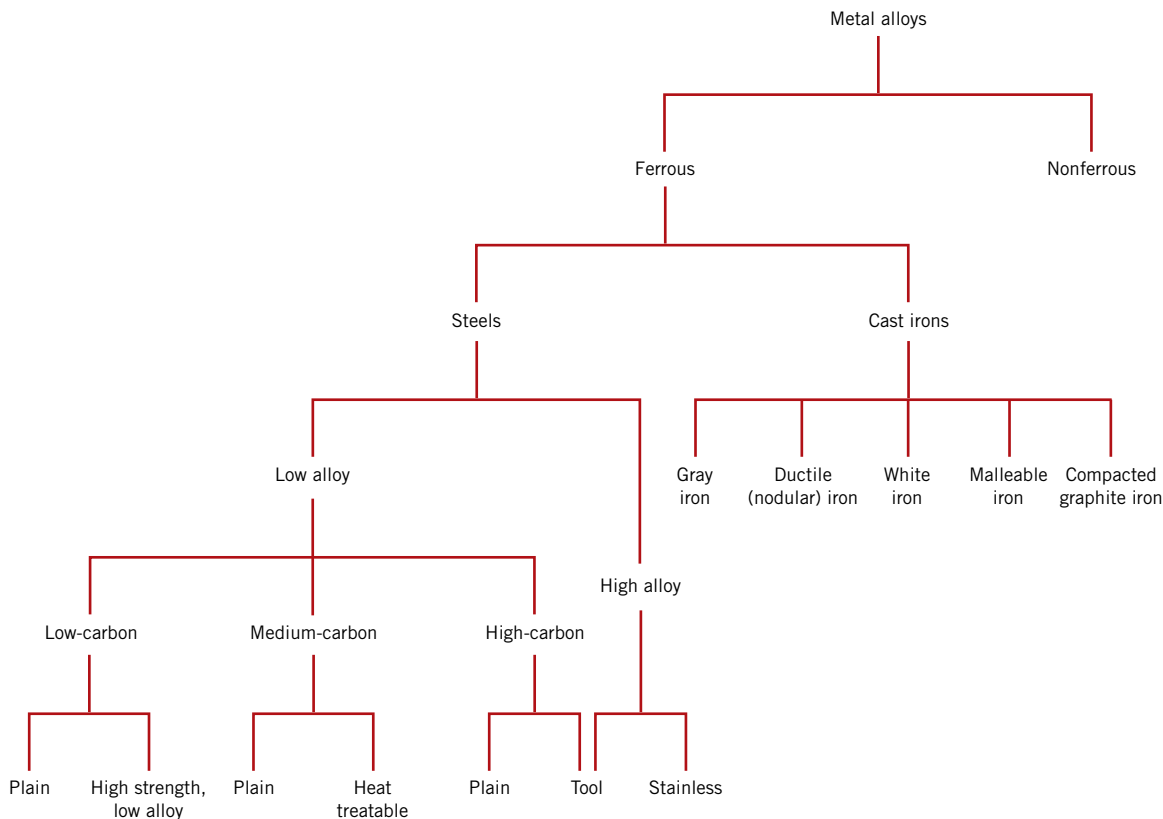 Metal alloys
Ferrous
Nonferrous
Steels
Cast irons
Low alloy
Gray
iron
Ductile
(nodular) iron
White
iron
Malleable
iron
Compacted
graphite iron
High alloy
Low-carbon
Medium-carbon
High-carbon
Plain
High strength,
low alloy
Plain
Heat
treatable
Plain
Tool
Stainless